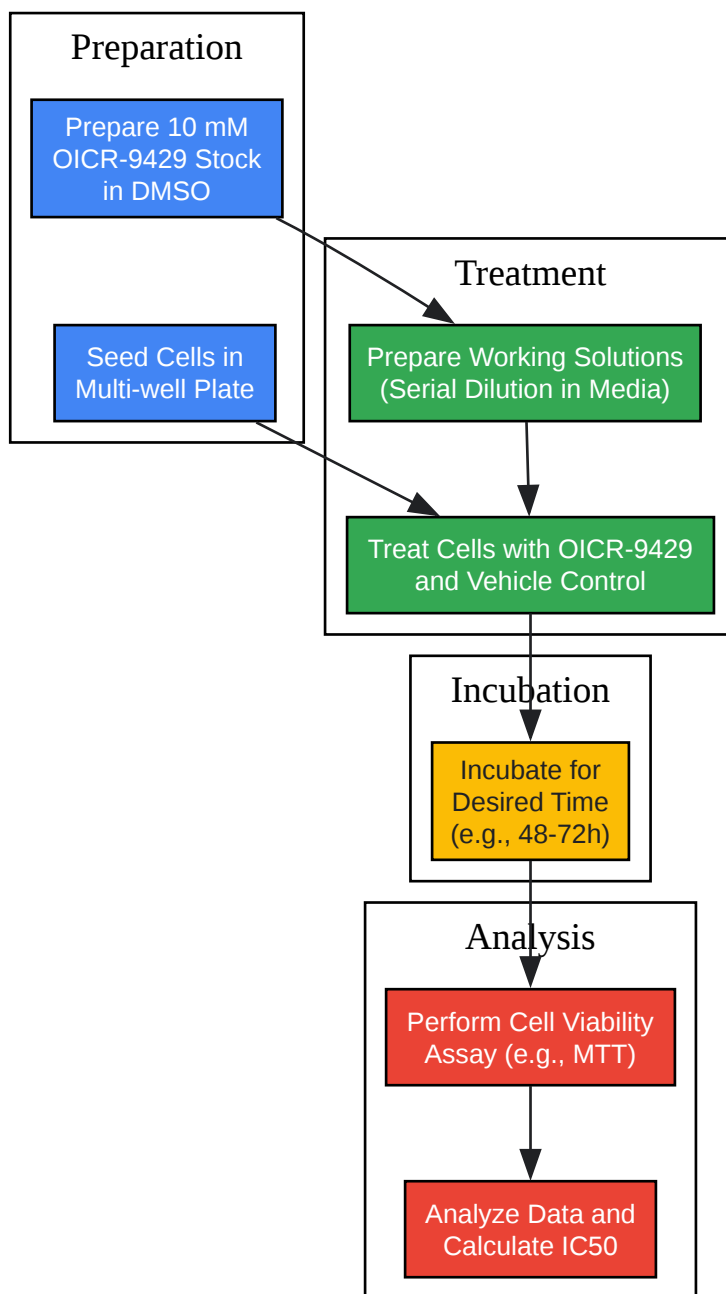 Preparation
Prepare 10 mM
OICR-9429 Stock
in DMSO
Seed Cells in
Multi-well Plate
Treatment
Prepare Working Solutions
(Serial Dilution in Media)
Treat Cells with OICR-9429
and Vehicle Control
Incubation
Incubate for
Desired Time
(e.g., 48-72h)
Analysis
Perform Cell Viability
Assay (e.g., MTT)
Analyze Data and
Calculate IC50